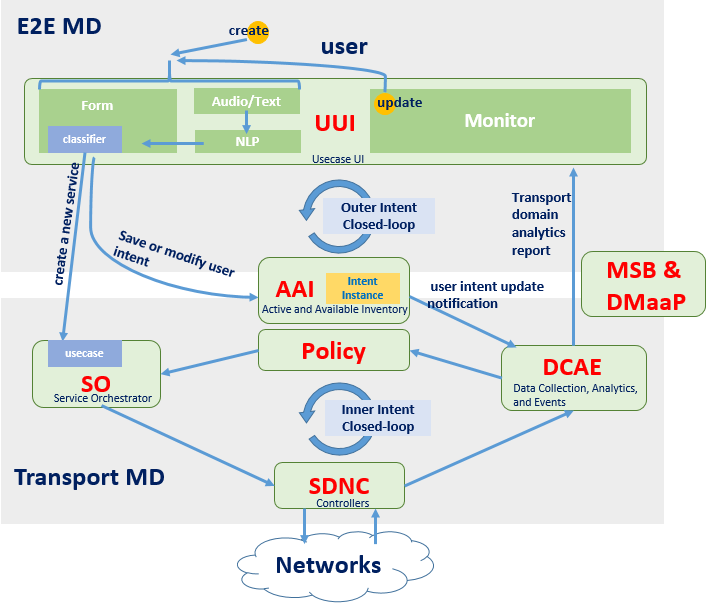 E2E MD
create
user
update
Form
Audio/Text
UUI
Monitor
classifier
NLP
Usecase UI
create a new service
Save or modify user
intent
Outer Intent
Closed-loop
Transport
domain
analytics
report
MSB &
DMaaP
AAI
Intent
Instance
Active and Available Inventory
user intent update
notification
Policy
usecase
SO
Service Orchestrator
DCAE
Data Collection, Analytics,
and Events
Inner Intent
Closed-loop
Transport MD
SDNC
Controllers
Networks